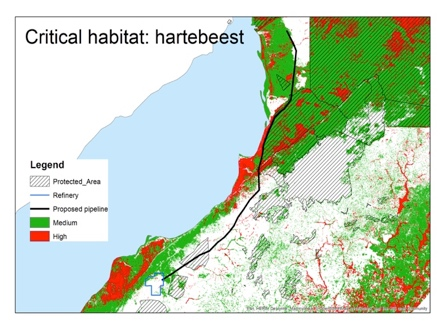 Critical habitat: hartebeest
Legend
Protected_Area
Refinery
Proposed pipeline
Medium
High